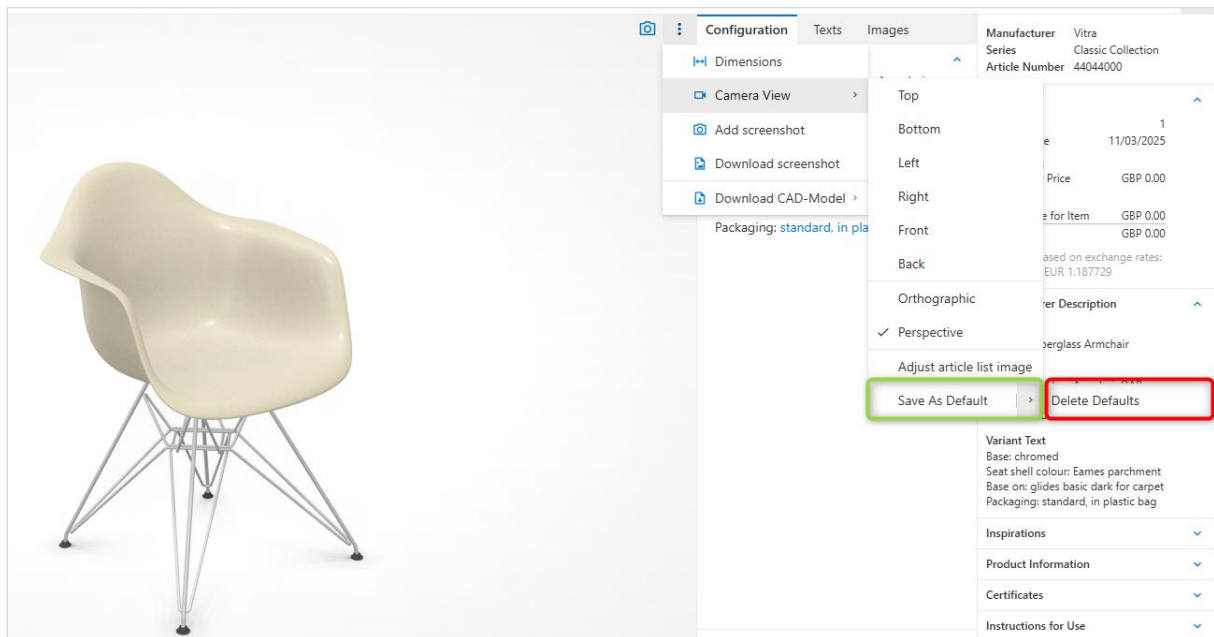 Configuration
Texts
Images
Dimensions
Camera View
Add screenshot
Download screenshot
Download CAD-Model
Packaging: standard, in pla
Top
Bottom
Left
Right
Front
Back
Orthographic
Perspective
Adjust article list image
Save As Default
Delete Defaults
Manufacturer Vitra
Series Classic Collection
Article Number 44044000
1
e 11/03/2025
Price GBP 0.00
e for Item GBP 0.00
GBP 0.00
ased on exchange rates:
EUR 1.187729
rer Description
berglass Armchair
Variant Text
Base: chromed
Seat shell colour: Eames parchment
Base on: glides basic dark for carpet
Packaging: standard, in plastic bag
Inspirations
Product Information
Certificates
Instructions for Use